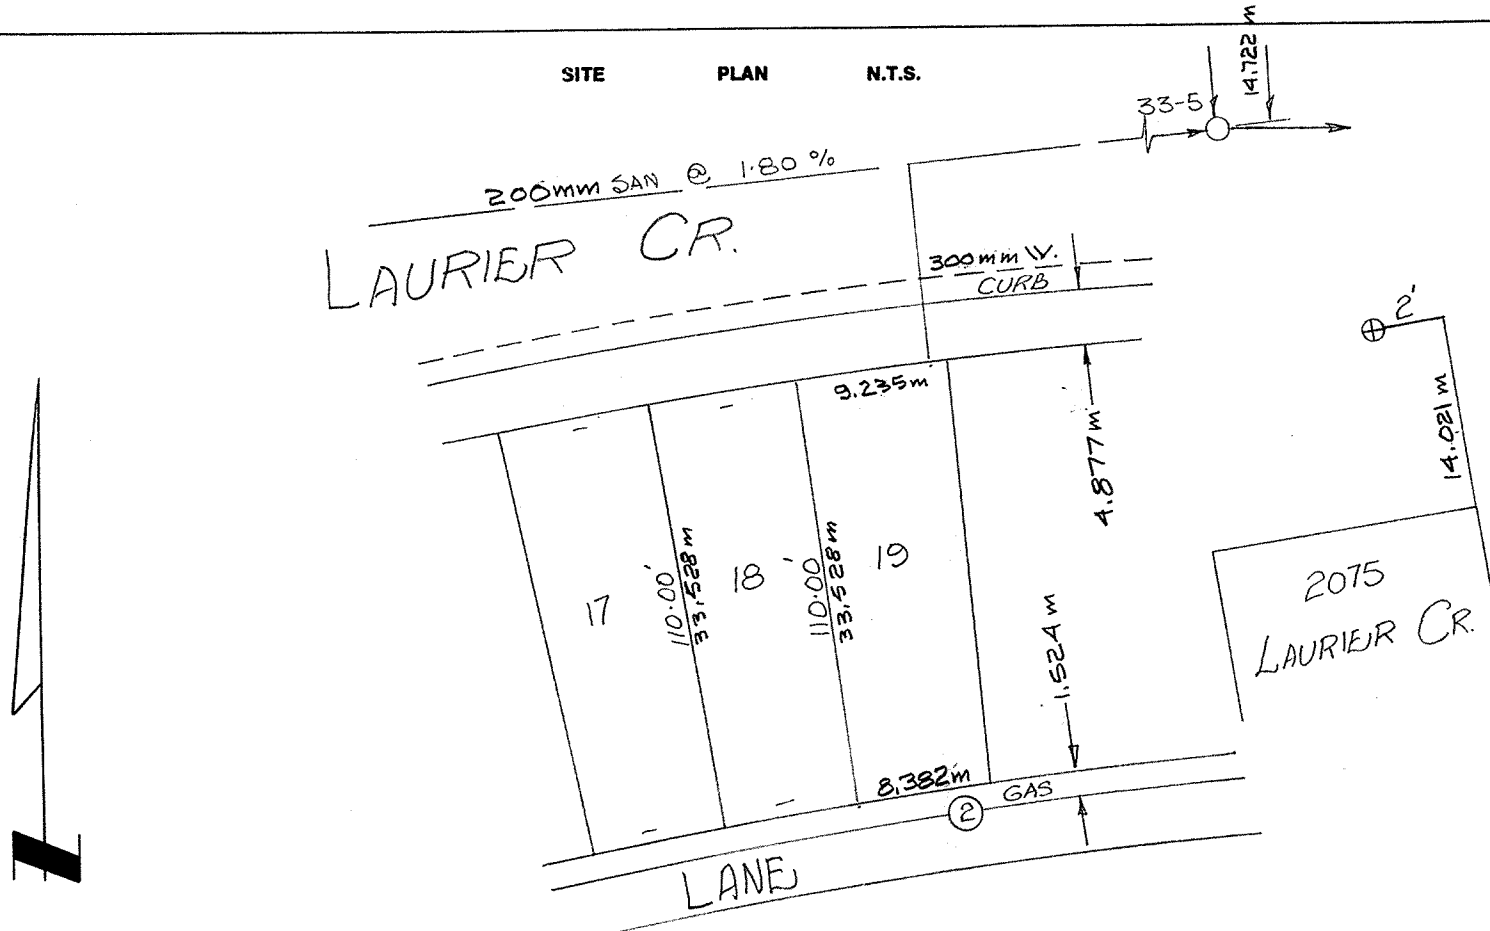 SITE PLAN N.T.S.
14.722 m
33-5
200mm SAN @ 1.80 %
LAURIER CR.
300mm W.
CURB
2'
9.235m
14.021 m
4.877m
110.00'
33.528m
110.00'
33.528m
17
18
19
2075
LAURIER CR.
1.524 m
8.382m
GAS
2
LANE